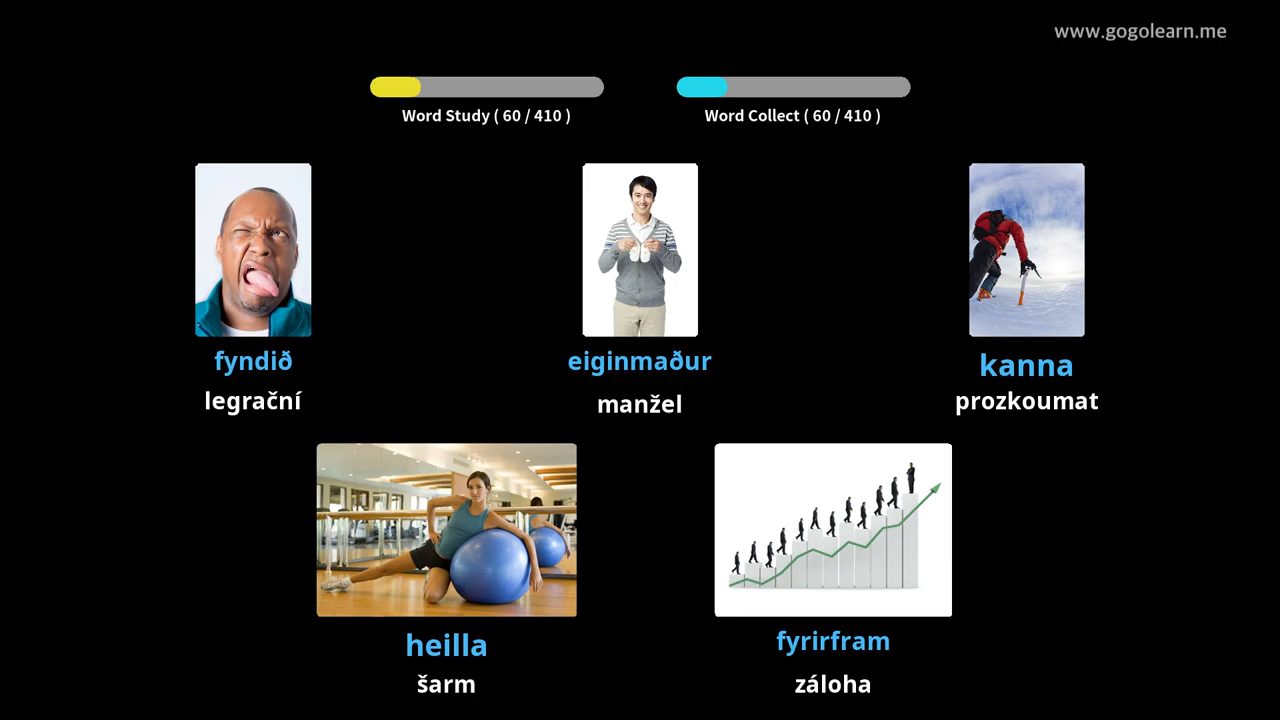 www.gogolearn.me
Word Study ( 60 / 410 )
Word Collect ( 60 / 410 )
fyndið
legrační
eiginmaður
manžel
kanna
prozkoumat
heilla
šarm
fyrirfram
záloha